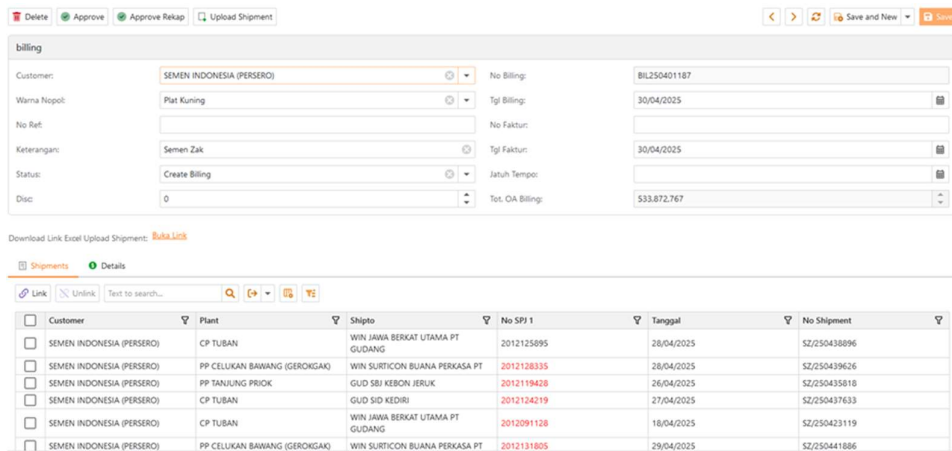 Delete Approve Approve Rekap Upload Shipment Save and New Save
billing
Customer: SEMEN INDONESIA (PERSERO) No Billing: BIL250401187
Warna Nopol: Plat Kuning Tgl Billing: 30/04/2025
No Ref: No Faktur:
Keterangan: Semen Zak Tgl Faktur: 30/04/2025
Status: Create Billing Jatuh Tempo:
Disc: 0 Tot. OA Billing: 533,872,767
Download Link Excel Upload Shipment: Buka Link
Shipments Details
Link Unlink Text to search...
Customer Plant Shipto No SPJ 1 Tanggal No Shipment
SEMEN INDONESIA (PERSERO) CP TUBAN WIN JAWA BERKAT UTAMA PT GUDANG 2012125895 28/04/2025 SZ/250438896
SEMEN INDONESIA (PERSERO) PP CELUKAN BAWANG (GEROKGAK) WIN SURTICON BUANA PERKASA PT 2012128335 28/04/2025 SZ/250439626
SEMEN INDONESIA (PERSERO) PP TANJUNG PRIOK GUD SBJ KEBON JERUK 2012119428 26/04/2025 SZ/250435818
SEMEN INDONESIA (PERSERO) CP TUBAN GUD SID KEDIRI 2012124219 27/04/2025 SZ/250437633
SEMEN INDONESIA (PERSERO) CP TUBAN WIN JAWA BERKAT UTAMA PT GUDANG 2012091128 18/04/2025 SZ/250423119
SEMEN INDONESIA (PERSERO) PP CELUKAN BAWANG (GEROKGAK) WIN SURTICON BUANA PERKASA PT 2012131805 29/04/2025 SZ/250441886